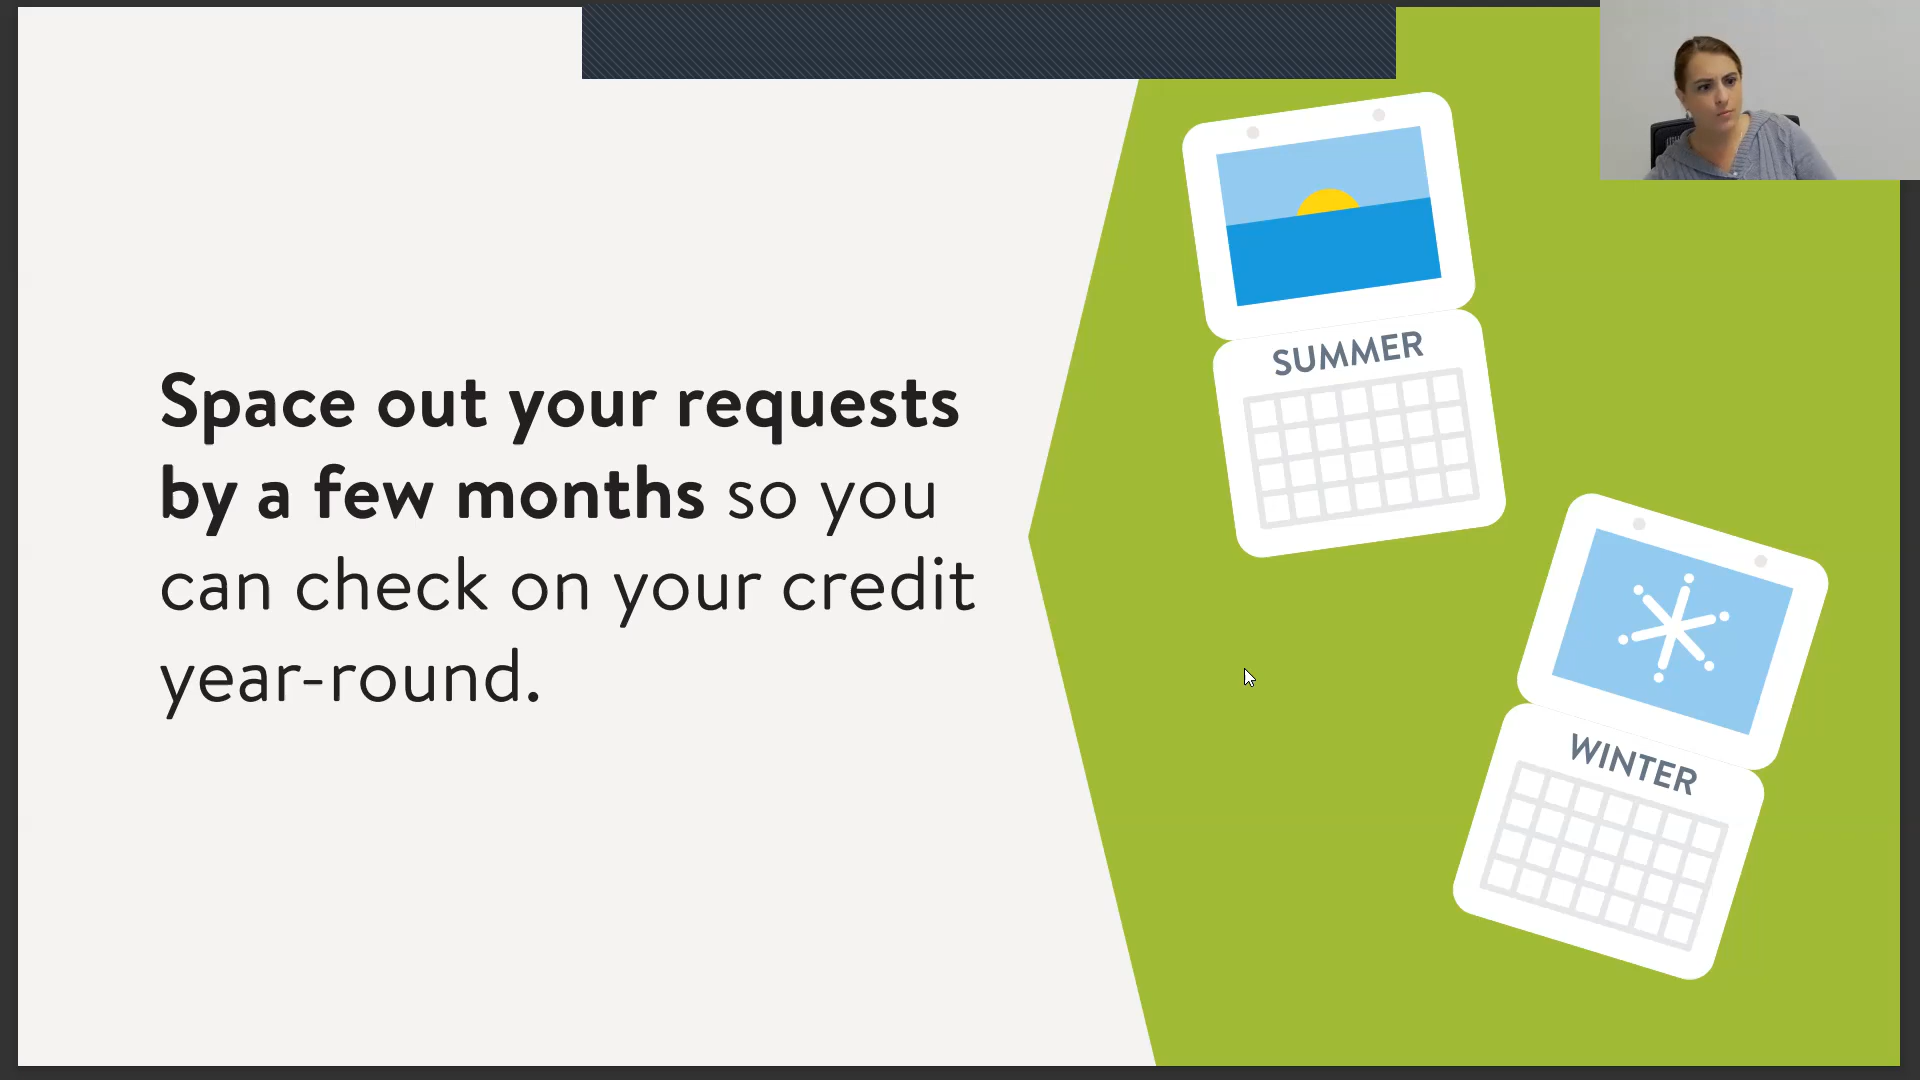 Space out your requests
by a few months so you
can check on your credit
year-round.
SUMMER
WINTER